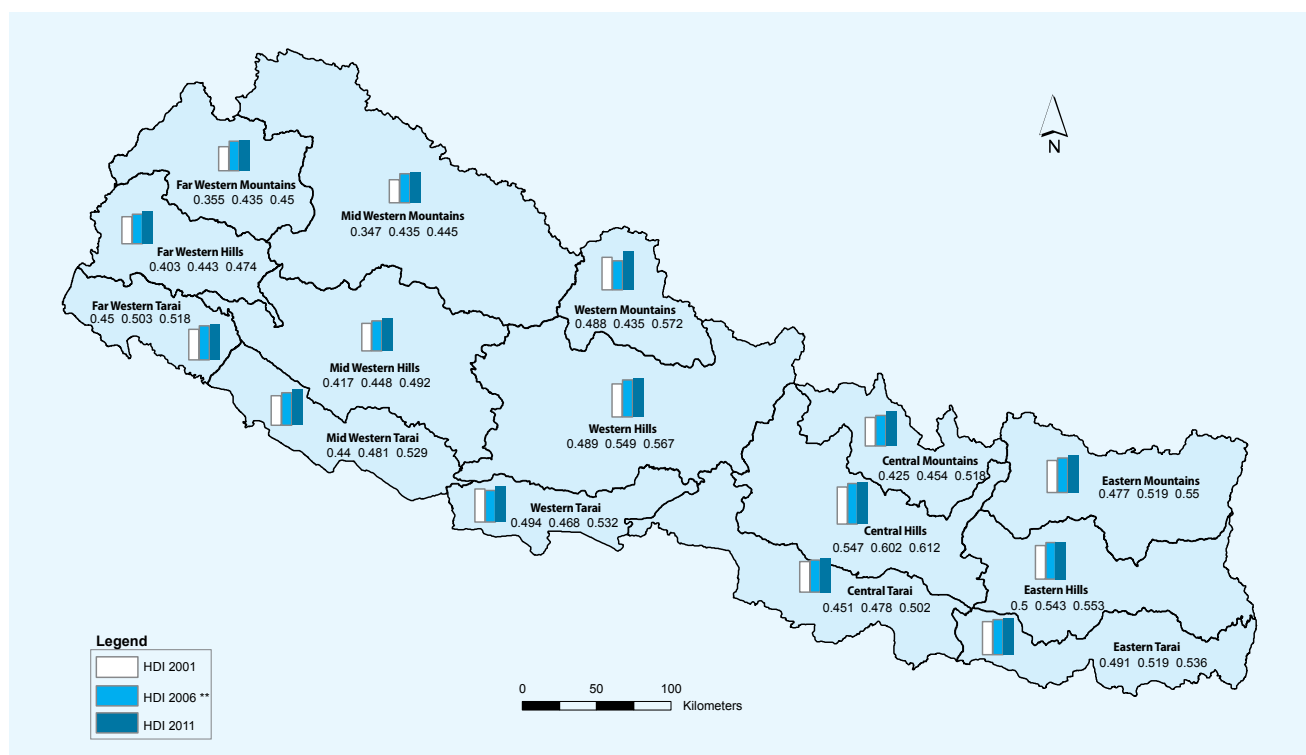 N
Far Western Mountains
0.355 0.435 0.45
Mid Western Mountains
0.347 0.435 0.445
Far Western Hills
0.403 0.443 0.474
Far Western Tarai
0.45 0.503 0.518
Western Mountains
0.488 0.435 0.572
Mid Western Hills
0.417 0.448 0.492
Western Hills
0.489 0.549 0.567
Mid Western Tarai
0.44 0.481 0.529
Central Mountains
0.425 0.454 0.518
Eastern Mountains
0.477 0.519 0.55
Western Tarai
0.494 0.468 0.532
Central Hills
0.547 0.602 0.612
Central Tarai
0.451 0.478 0.502
Eastern Hills
0.5 0.543 0.553
Eastern Tarai
0.491 0.519 0.536
Legend
HDI 2001
HDI 2006 **
HDI 2011
0 50 100
Kilometers